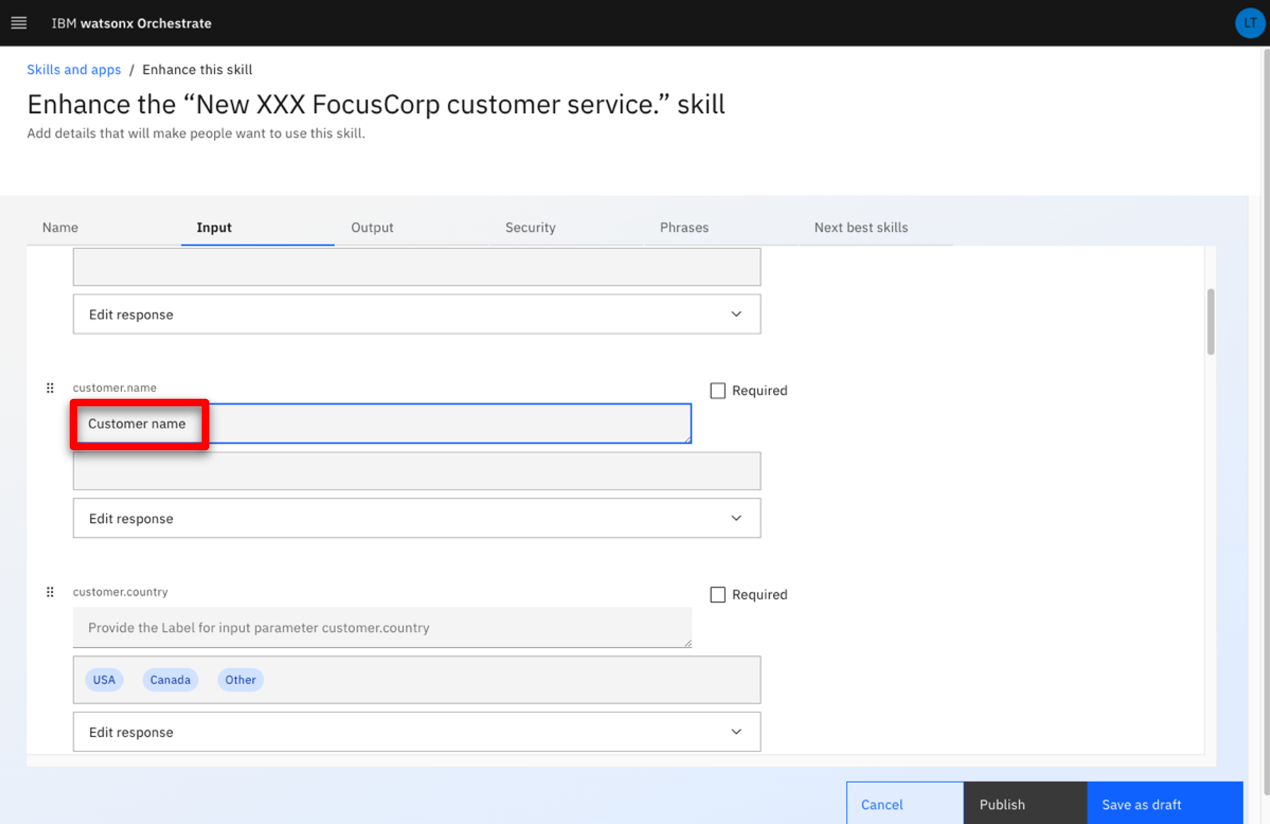 IBM watsonx Orchestrate
LT
Skills and apps / Enhance this skill
Enhance the “New XXX FocusCorp customer service.” skill
Add details that will make people want to use this skill.
Name Input Output Security Phrases Next best skills
Edit response
customer.name
Required
Customer name
Edit response
customer.country
Required
Provide the Label for input parameter customer.country
USA Canada Other
Edit response
Cancel Publish Save as draft